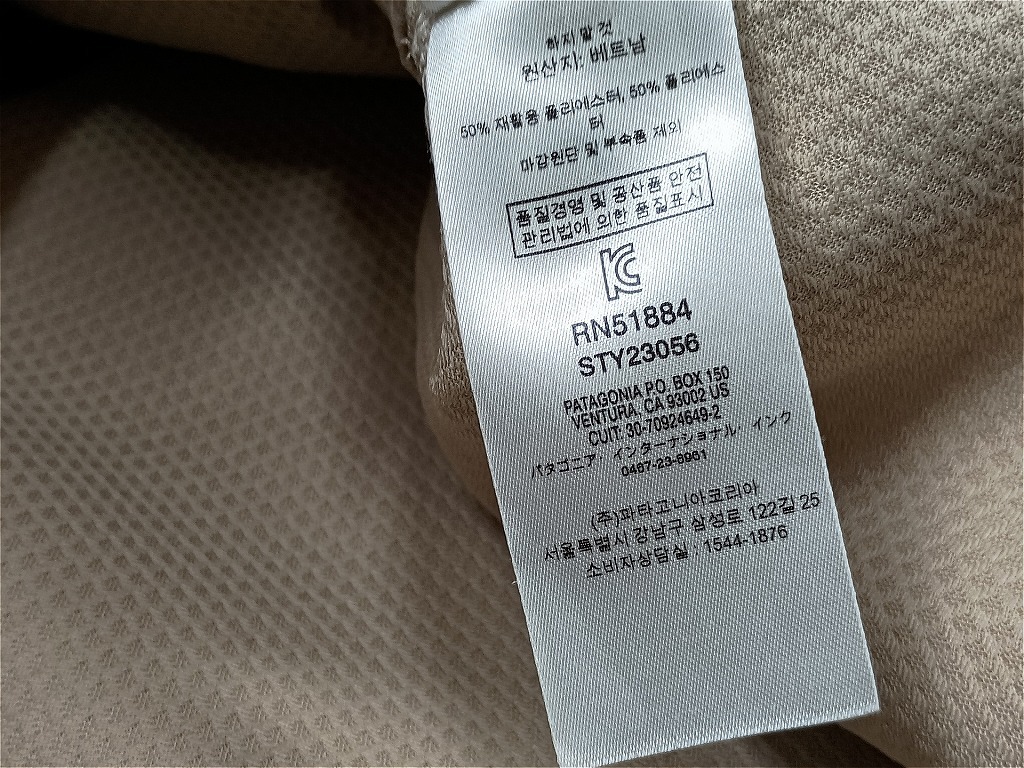 하지 말 것
원산지: 베트남
50% 재활용 폴리에스터, 50% 폴리에스
터
마감원단 및 부속품 제외
품질경영 및 공산품 안전
관리법에 의한 품질표시
RN51884
STY23056
PATAGONIA P.O. BOX 150
VENTURA, CA 93002 US
CUIT. 30-70924649-2
パタゴニア・インターナショナル・インク
0467-23-8961
(주)파타고니아코리아
서울특별시 강남구 삼성로 122길 25
소비자상담실 : 1544-1876